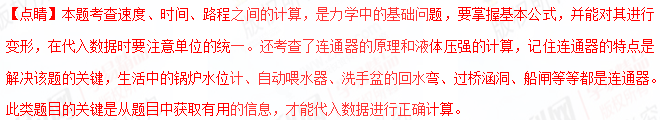 【点睛】本题考查速度、时间、路程之间的计算，是力学中的基础问题，要掌握基本公式，并能对其进行
变形，在代入数据时要注意单位的统一。还考查了连通器的原理和液体压强的计算，记住连通器的特点是
解决该题的关键，生活中的锅炉水位计、自动喂水器、洗手盆的回水弯、过桥涵洞、船闸等等都是连通器。
此类题目的关键是从题目中获取有用的信息，才能代入数据进行正确计算。